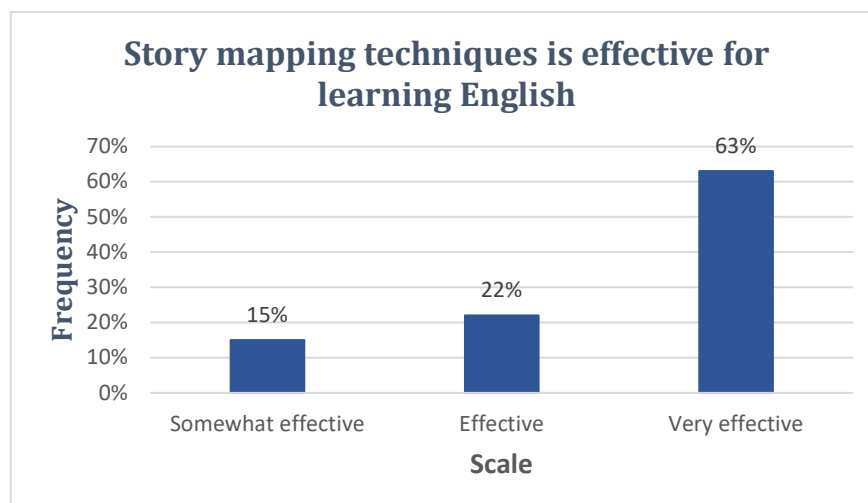 Story mapping techniques is effective for
learning English
Frequency
70%
60%
50%
40%
30%
20%
10%
0%
15%
22%
63%
Somewhat effective
Effective
Very effective
Scale